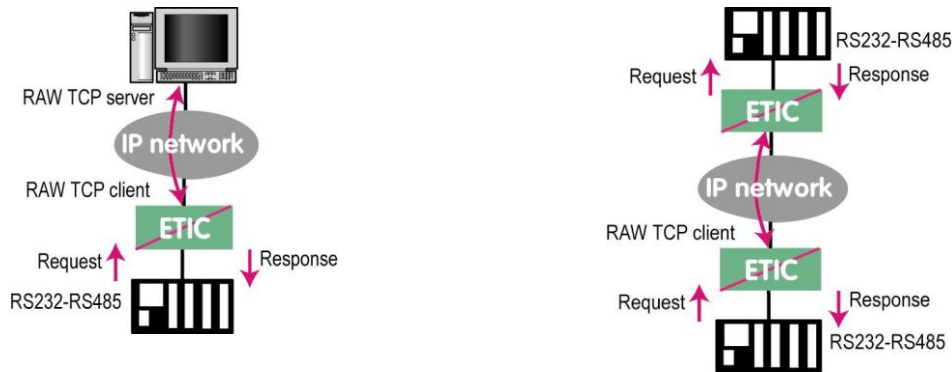 RAW TCP server
IP network
RAW TCP client
ETIC
Request
Response
RS232-RS485
RS232-RS485
Request
Response
ETIC
IP network
RAW TCP client
ETIC
Request
Response
RS232-RS485